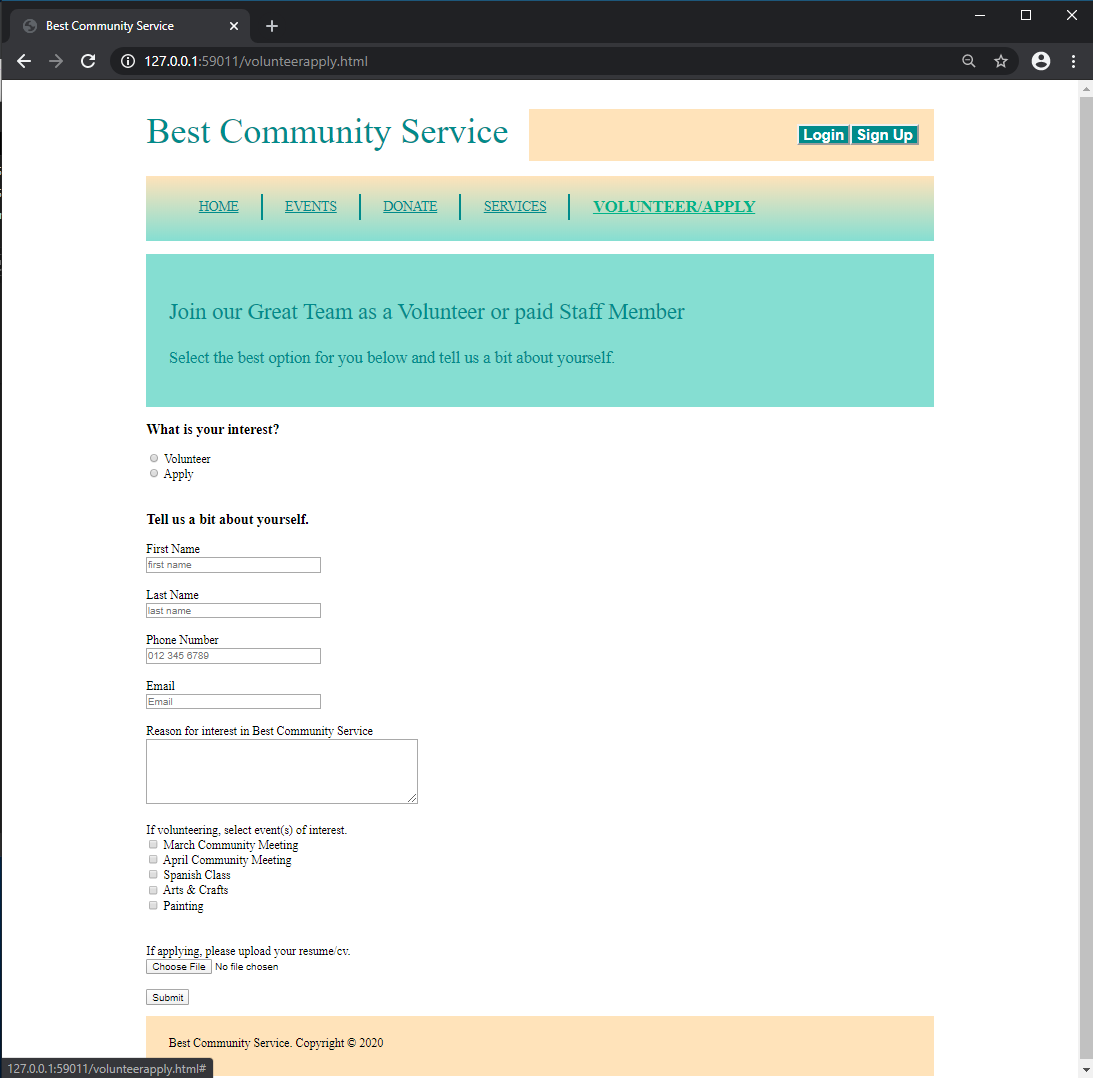 Best Community Service
127.0.0.1:59011/volunteerapply.html
Best Community Service
Login Sign Up
HOME EVENTS DONATE SERVICES VOLUNTEER/APPLY
Join our Great Team as a Volunteer or paid Staff Member
Select the best option for you below and tell us a bit about yourself.
What is your interest?
Volunteer
Apply
Tell us a bit about yourself.
First Name
first name
Last Name
last name
Phone Number
012 345 6789
Email
Email
Reason for interest in Best Community Service
If volunteering, select event(s) of interest.
March Community Meeting
April Community Meeting
Spanish Class
Arts & Crafts
Painting
If applying, please upload your resume/cv.
Choose File No file chosen
Submit
Best Community Service. Copyright © 2020
127.0.0.1:59011/volunteerapply.html#